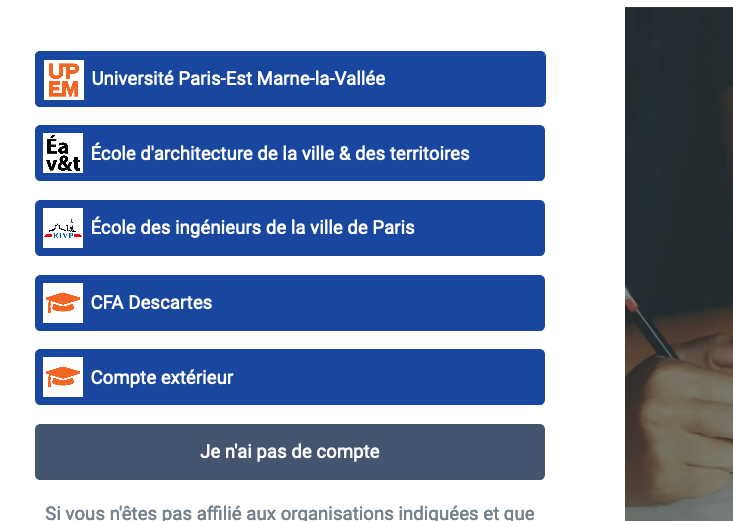 UP
EM
Université Paris-Est Marne-la-Vallée
Éa
v&t
École d'architecture de la ville & des territoires
EIVP
École des ingénieurs de la ville de Paris
CFA Descartes
Compte extérieur
Je n'ai pas de compte
Si vous n'êtes pas affilié aux organisations indiquées et que